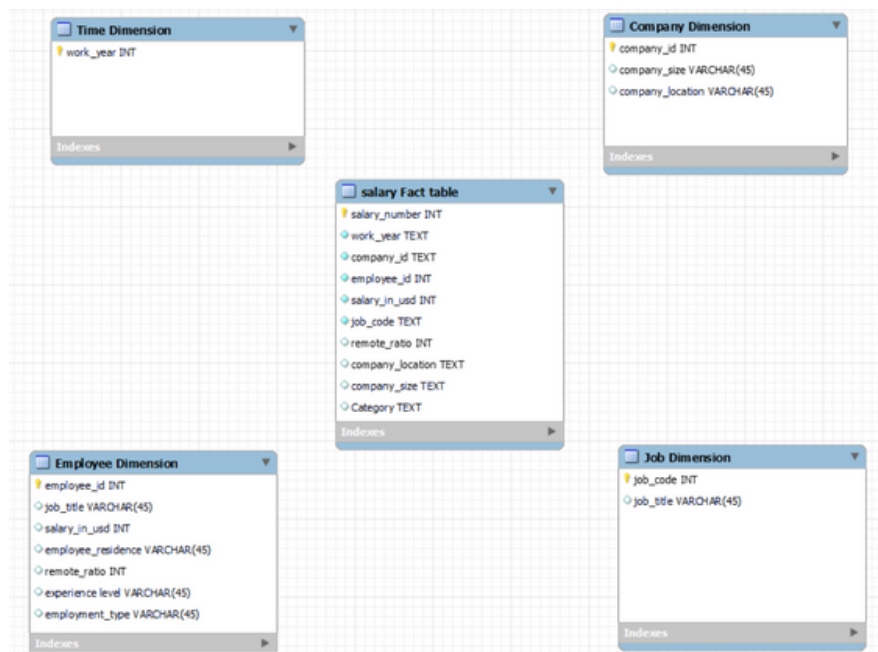 Time Dimension
work_year INT
Indexes
Company Dimension
company_id INT
company_size VARCHAR(45)
company_location VARCHAR(45)
Indexes
salary Fact table
salary_number INT
work_year TEXT
company_id TEXT
employee_id INT
salary_in_usd INT
job_code TEXT
remote_ratio INT
company_location TEXT
company_size TEXT
Category TEXT
Indexes
Employee Dimension
employee_id INT
job_title VARCHAR(45)
salary_in_usd INT
employee_residence VARCHAR(45)
remote_ratio INT
experience level VARCHAR(45)
employment_type VARCHAR(45)
Indexes
Job Dimension
job_code INT
job_title VARCHAR(45)
Indexes